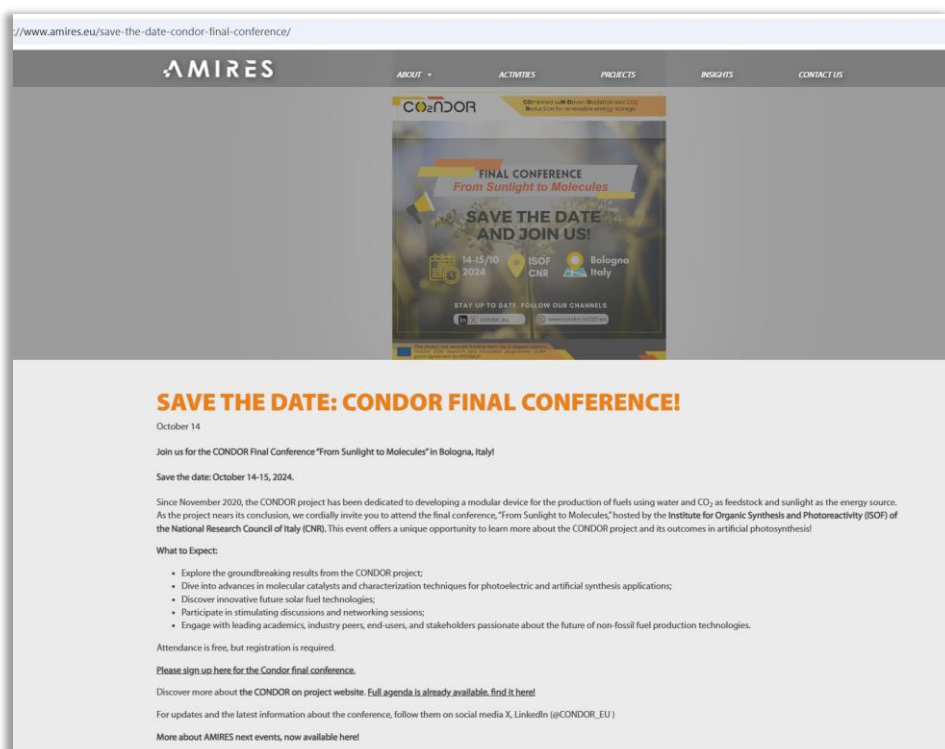 ://www.amires.eu/save-the-date-condor-final-conference/
AMIRES
ABOUT
ACTIVITIES
PROJECTS
INSIGHTS
CONTACT US
CO2NDOR
COmbined suN-Driven Oxidation and CO2
Reduction for renewable energy storage
FINAL CONFERENCE
From Sunlight to Molecules
SAVE THE DATE
AND JOIN US!
14-15/10
2024
ISOF
CNR
Bologna
Italy
STAY UP TO DATE. FOLLOW OUR CHANNELS
SAVE THE DATE: CONDOR FINAL CONFERENCE!
October 14
Join us for the CONDOR Final Conference "From Sunlight to Molecules" in Bologna, Italy!
Save the date: October 14-15, 2024.
Since November 2020, the CONDOR project has been dedicated to developing a modular device for the production of fuels using water and CO2 as feedstock and sunlight as the energy source.
As the project nears its conclusion, we cordially invite you to attend the final conference, "From Sunlight to Molecules," hosted by the Institute for Organic Synthesis and Photoreactivity (ISOF) of
the National Research Council of Italy (CNR). This event offers a unique opportunity to learn more about the CONDOR project and its outcomes in artificial photosynthesis!
What to Expect:
• Explore the groundbreaking results from the CONDOR project;
• Dive into advances in molecular catalysts and characterization techniques for photoelectric and artificial synthesis applications;
• Discover innovative future solar fuel technologies;
• Participate in stimulating discussions and networking sessions;
• Engage with leading academics, industry peers, end-users, and stakeholders passionate about the future of non-fossil fuel production technologies.
Attendance is free, but registration is required.
Please sign up here for the Condor final conference.
Discover more about the CONDOR on project website. Full agenda is already available, find it here!
For updates and the latest information about the conference, follow them on social media X, LinkedIn (@CONDOR_EU )
More about AMIRES next events, now available here!